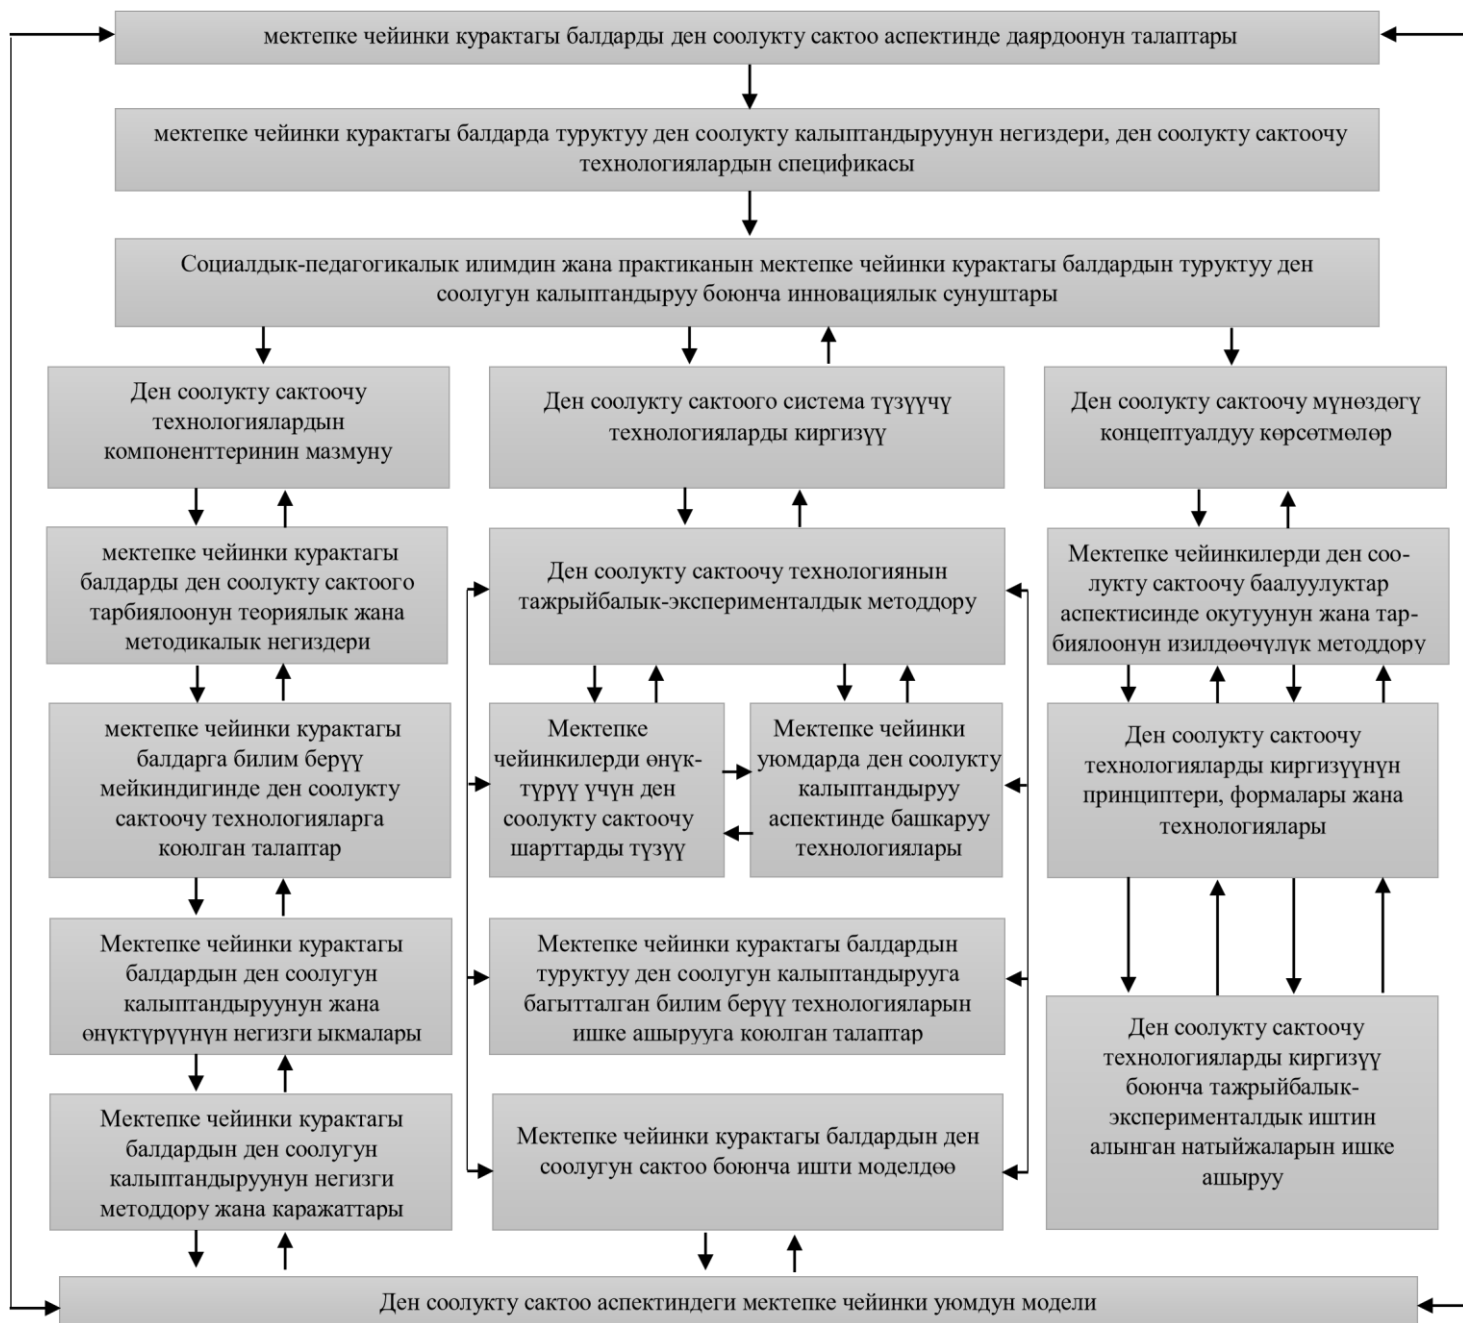 мектепке чейинки курактагы балдарды ден соолукту сактоо аспектинде даярдоонун талаптары
мектепке чейинки курактагы балдарда туруктуу ден соолукту калыптандыруунун негиздери, ден соолукту сактоочу
технологиялардын спецификасы
Социалдык-педагогикалык илимдин жана практиканын мектепке чейинки курактагы балдардын туруктуу ден
соолугун калыптандыруу боюнча инновациялык сунуштары
Ден соолукту сактоочу
технологиялардын
компоненттеринин мазмуну
Ден соолукту сактоого система түзүүчү
технологияларды киргизүү
Ден соолукту сактоочу мүнөздөгү
концептуалдуу көрсөтмөлөр
мектепке чейинки курактагы
балдарды ден соолукту сактоого
тарбиялоонун теориялык жана
методикалык негиздери
Ден соолукту сактоочу технологиянын
тажрыйбалык-эксперименталдык методдору
Мектепке чейинкилерди ден соо-
лукту сактоочу баалуулуктар
аспектисинде окутуунун жана тар-
биялоонун изилдөөчүлүк методдору
мектепке чейинки курактагы
балдарга билим берүү
мейкиндигинде ден соолукту
сактоочу технологияларга
коюлган талаптар
Мектепке
чейинкилерди өнүк-
түрүү үчүн ден
соолукту сактоочу
шарттарды түзүү
Мектепке чейинки
уюмдарда ден соолукту
калыптандыруу
аспектинде башкаруу
технологиялары
Ден соолукту сактоочу
технологияларды киргизүүнүн
принциптери, формалары жана
технологиялары
Мектепке чейинки курактагы
балдардын ден соолугун
калыптандыруунун жана
өнүктүрүүнүн негизги ыкмалары
Мектепке чейинки курактагы балдардын
туруктуу ден соолугун калыптандырууга
багытталган билим берүү технологияларын
ишке ашырууга коюлган талаптар
Ден соолукту сактоочу
технологияларды киргизүү
боюнча тажрыйбалык-
эксперименталдык иштин
алынган натыйжаларын ишке
ашыруу
Мектепке чейинки курактагы
балдардын ден соолугун
калыптандыруунун негизги
методдору жана каражаттары
Мектепке чейинки курактагы балдардын ден
соолугун сактоо боюнча ишти моделдөө
Ден соолукту сактоо аспектиндеги мектепке чейинки уюмдун модели